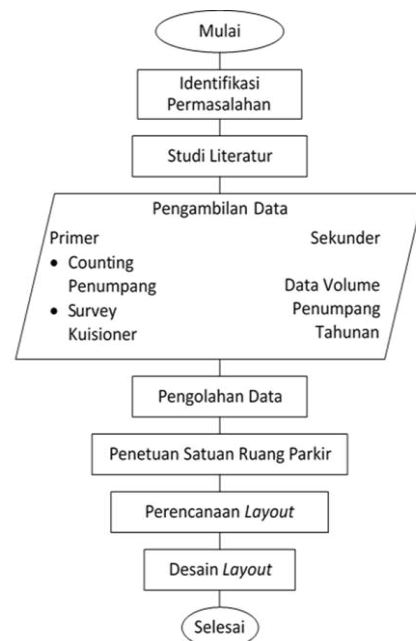 Mulai
Identifikasi
Permasalahan
Studi Literatur
Pengambilan Data
Primer
• Counting
Penumpang
• Survey
Kuisioner
Sekunder
Data Volume
Penumpang
Tahunan
Pengolahan Data
Penetuan Satuan Ruang Parkir
Perencanaan Layout
Desain Layout
Selesai